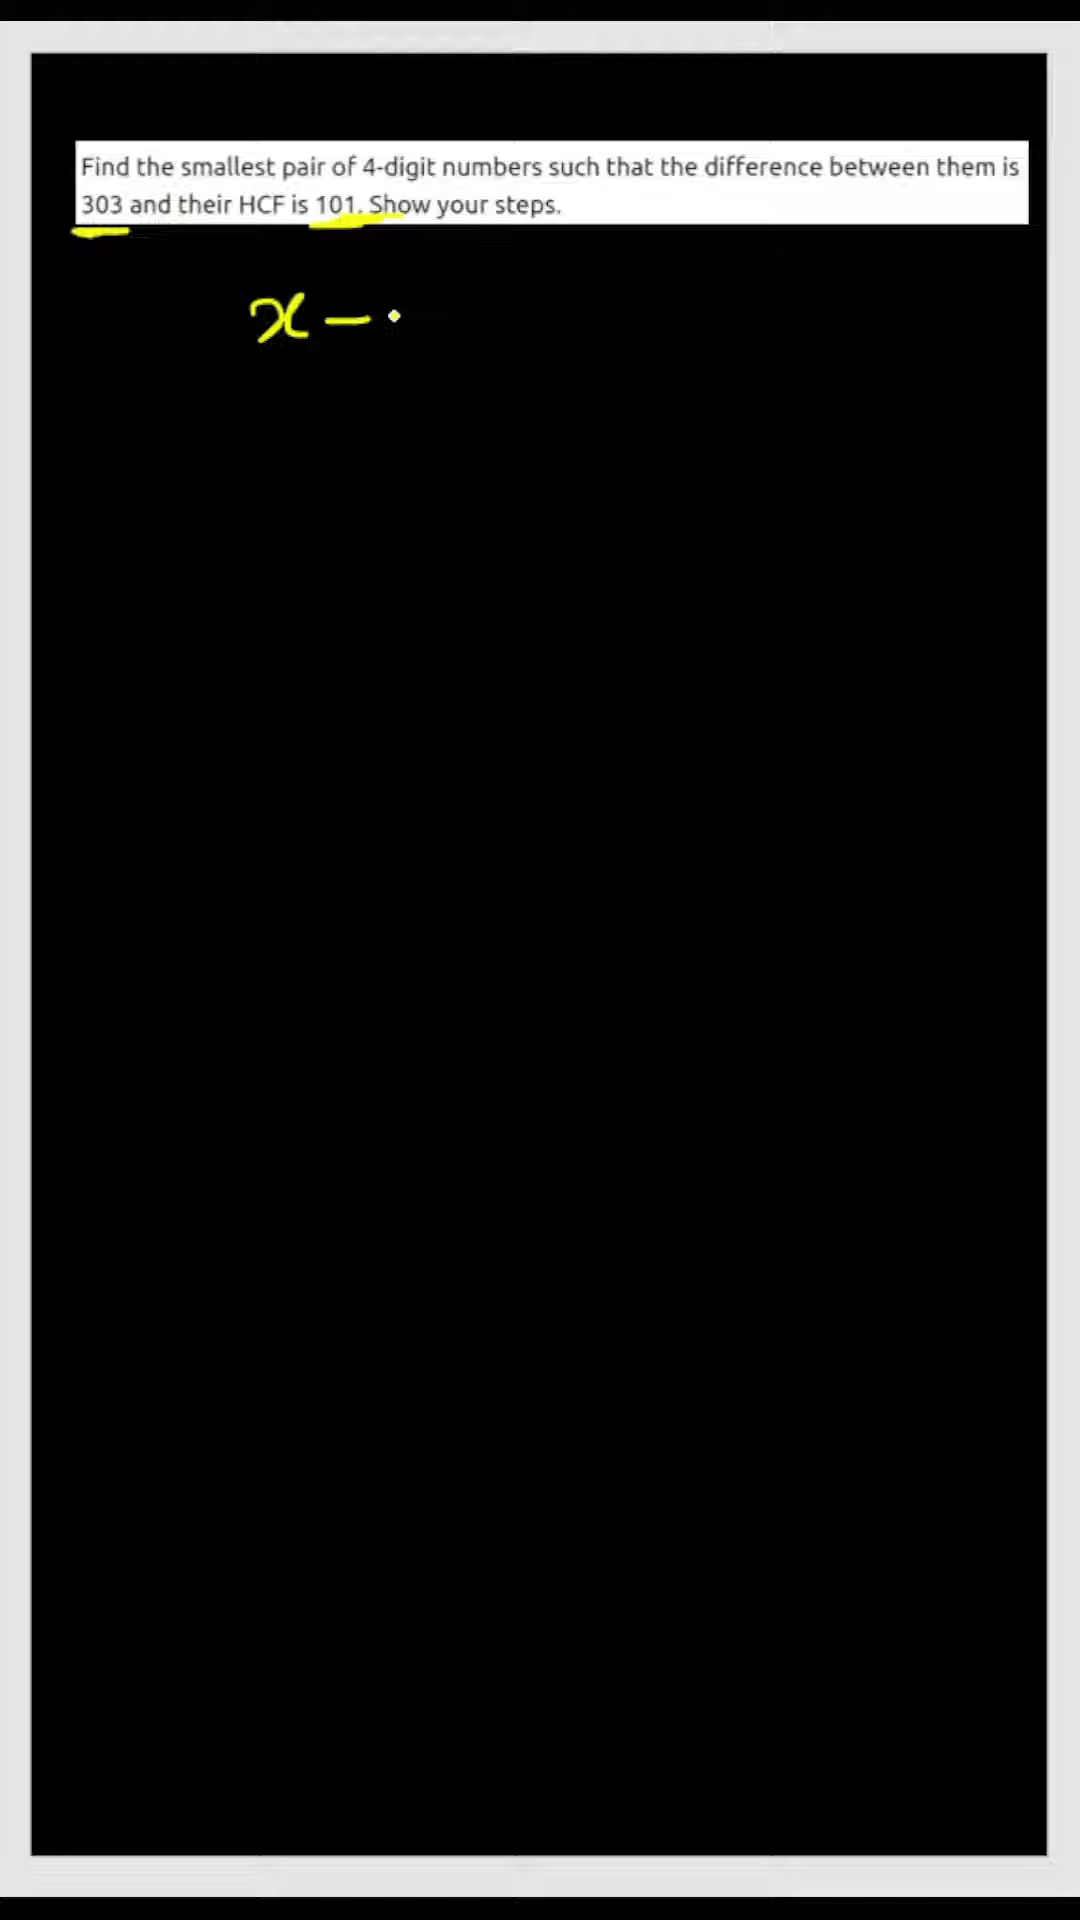 Find the smallest pair of 4-digit numbers such that the difference between them is
303 and their HCF is 101. Show your steps.
x –